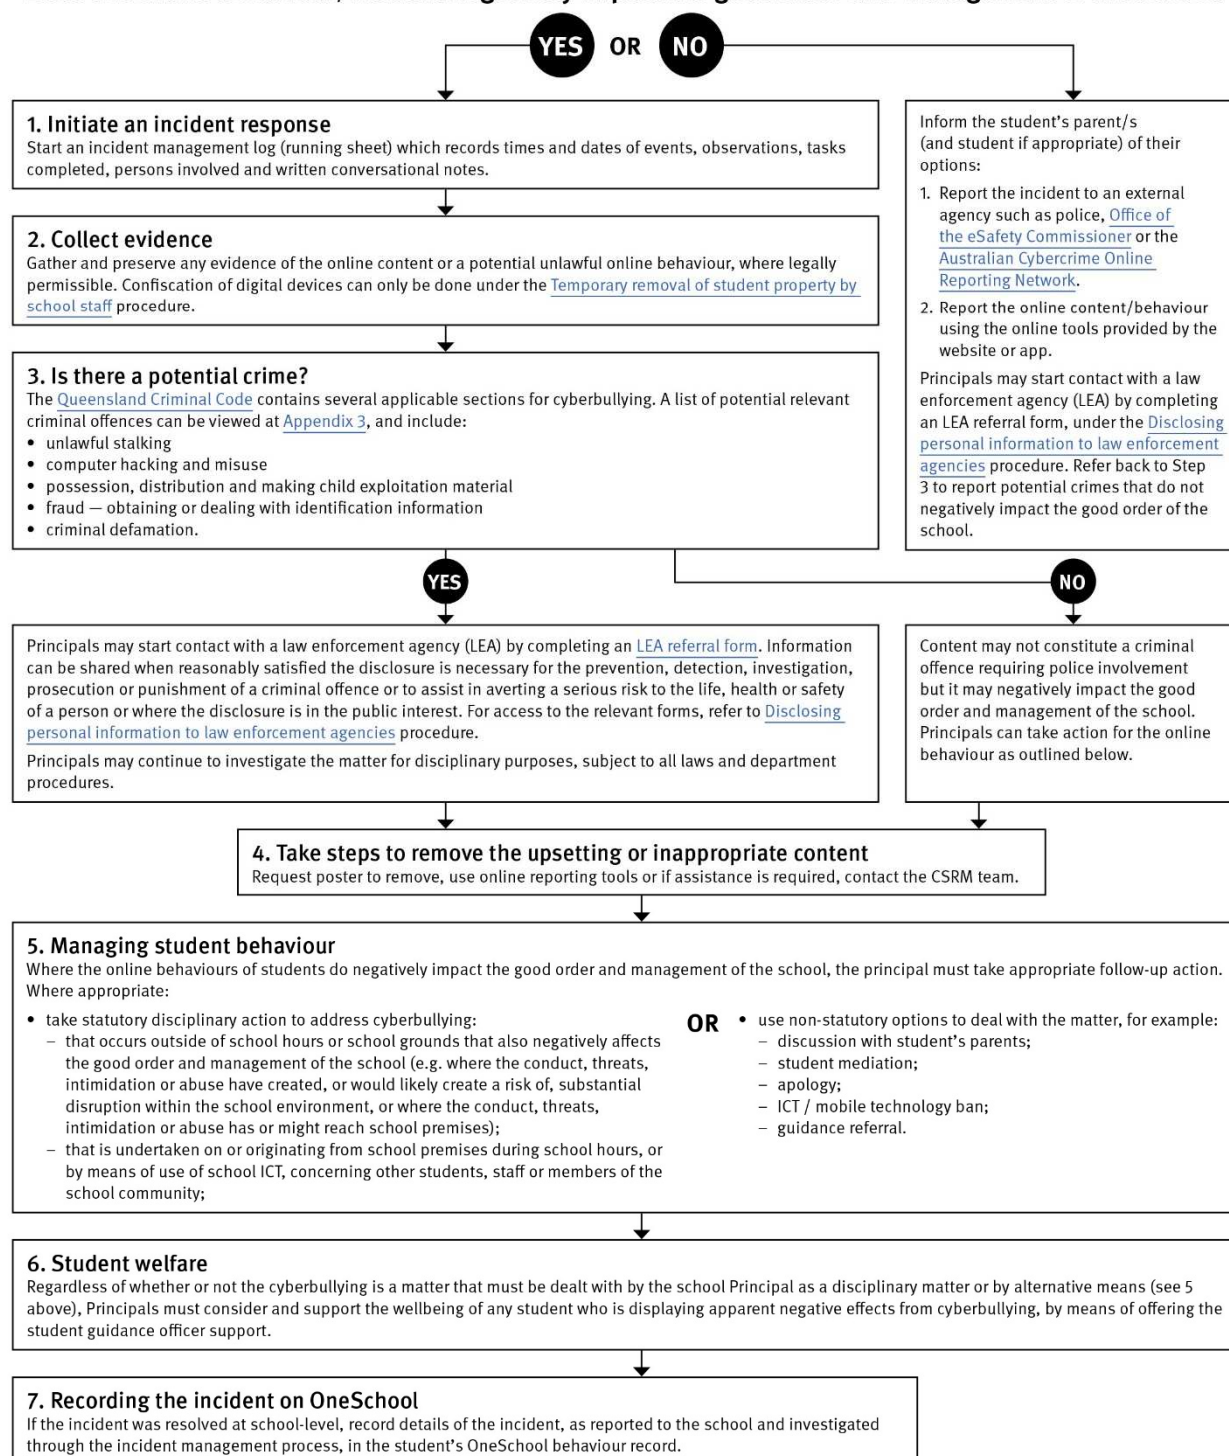 YES OR NO
1. Initiate an incident response
Start an incident management log (running sheet) which records times and dates of events, observations, tasks
completed, persons involved and written conversational notes.
2. Collect evidence
Gather and preserve any evidence of the online content or a potential unlawful online behaviour, where legally
permissible. Confiscation of digital devices can only be done under the Temporary removal of student property by
school staff procedure.
3. Is there a potential crime?
The Queensland Criminal Code contains several applicable sections for cyberbullying. A list of potential relevant
criminal offences can be viewed at Appendix 3, and include:
• unlawful stalking
• computer hacking and misuse
• possession, distribution and making child exploitation material
• fraud — obtaining or dealing with identification information
• criminal defamation.
Inform the student's parent/s
(and student if appropriate) of their
options:
1. Report the incident to an external
agency such as police, Office of
the eSafety Commissioner or the
Australian Cybercrime Online
Reporting Network.
2. Report the online content/behaviour
using the online tools provided by the
website or app.
Principals may start contact with a law
enforcement agency (LEA) by completing
an LEA referral form, under the Disclosing
personal information to law enforcement
agencies procedure. Refer back to Step
3 to report potential crimes that do not
negatively impact the good order of the
school.
YES
NO
Principals may start contact with a law enforcement agency (LEA) by completing an LEA referral form. Information
can be shared when reasonably satisfied the disclosure is necessary for the prevention, detection, investigation,
prosecution or punishment of a criminal offence or to assist in averting a serious risk to the life, health or safety
of a person or where the disclosure is in the public interest. For access to the relevant forms, refer to Disclosing
personal information to law enforcement agencies procedure.
Principals may continue to investigate the matter for disciplinary purposes, subject to all laws and department
procedures.
Content may not constitute a criminal
offence requiring police involvement
but it may negatively impact the good
order and management of the school.
Principals can take action for the online
behaviour as outlined below.
4. Take steps to remove the upsetting or inappropriate content
Request poster to remove, use online reporting tools or if assistance is required, contact the CSRM team.
5. Managing student behaviour
Where the online behaviours of students do negatively impact the good order and management of the school, the principal must take appropriate follow-up action.
Where appropriate:
• take statutory disciplinary action to address cyberbullying:
– that occurs outside of school hours or school grounds that also negatively affects
the good order and management of the school (e.g. where the conduct, threats,
intimidation or abuse have created, or would likely create a risk of, substantial
disruption within the school environment, or where the conduct, threats,
intimidation or abuse has or might reach school premises);
– that is undertaken on or originating from school premises during school hours, or
by means of use of school ICT, concerning other students, staff or members of the
school community;
OR
• use non-statutory options to deal with the matter, for example:
– discussion with student's parents;
– student mediation;
– apology;
– ICT / mobile technology ban;
– guidance referral.
6. Student welfare
Regardless of whether or not the cyberbullying is a matter that must be dealt with by the school Principal as a disciplinary matter or by alternative means (see 5
above), Principals must consider and support the wellbeing of any student who is displaying apparent negative effects from cyberbullying, by means of offering the
student guidance officer support.
7. Recording the incident on OneSchool
If the incident was resolved at school-level, record details of the incident, as reported to the school and investigated
through the incident management process, in the student's OneSchool behaviour record.